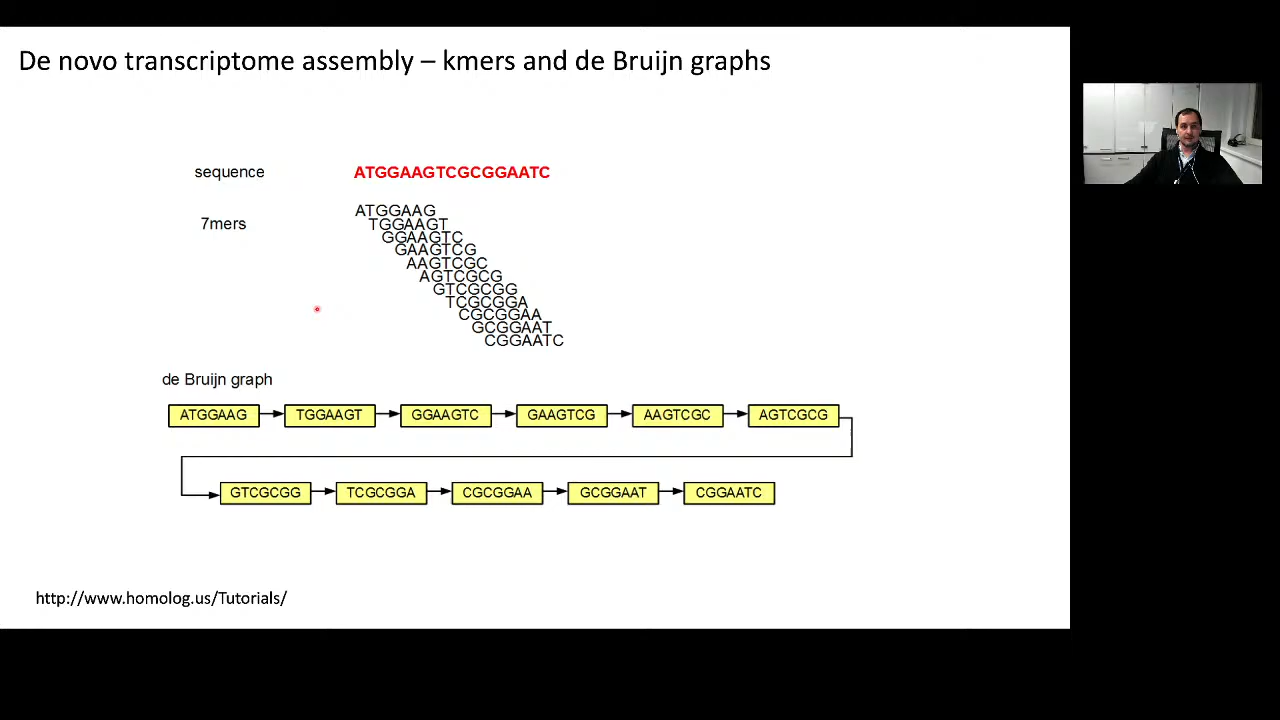 De novo transcriptome assembly – kmers and de Bruijn graphs
sequence ATGGAAGTCGCGGAATC
7mers
ATGGAAG
TGGAAGT
GGAAGTC
GAAGTCG
AAGTCGC
AGTCGCG
GTCGCGG
TCGCGGA
CGCGGAA
GCGGAAT
CGGAATC
de Bruijn graph
ATGGAAG TGGAAGT GGAAGTC GAAGTCG AAGTCGC AGTCGCG
GTCGCGG TCGCGGA CGCGGAA GCGGAAT CGGAATC
http://www.homolog.us/Tutorials/